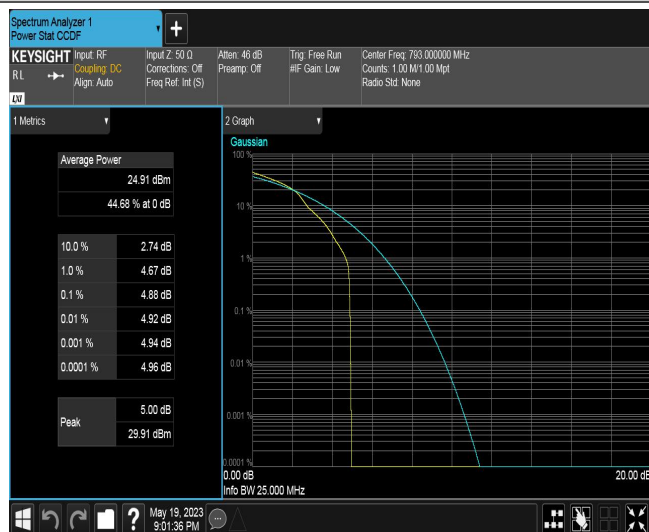 Spectrum Analyzer 1
Power Stat CCDF
+
KEYSIGHT
RL
LXI
Input: RF
Coupling: DC
Align: Auto
Input Z: 50 Ω
Corrections: Off
Freq Ref: Int (S)
Atten: 46 dB
Preamp: Off
Trig: Free Run
#IF Gain: Low
Center Freq: 793.000000 MHz
Counts: 1.00 M/1.00 Mpt
Radio Std: None
1 Metrics
Average Power
24.91 dBm
44.68 % at 0 dB
10.0 % 2.74 dB
1.0 % 4.67 dB
0.1 % 4.88 dB
0.01 % 4.92 dB
0.001 % 4.94 dB
0.0001 % 4.96 dB
Peak
5.00 dB
29.91 dBm
2 Graph
Gaussian
100 %
10 %
1 %
0.1 %
0.01 %
0.001 %
0.0001 %
0.00 dB
20.00 dB
Info BW 25.000 MHz
?
May 19, 2023
9:01:36 PM